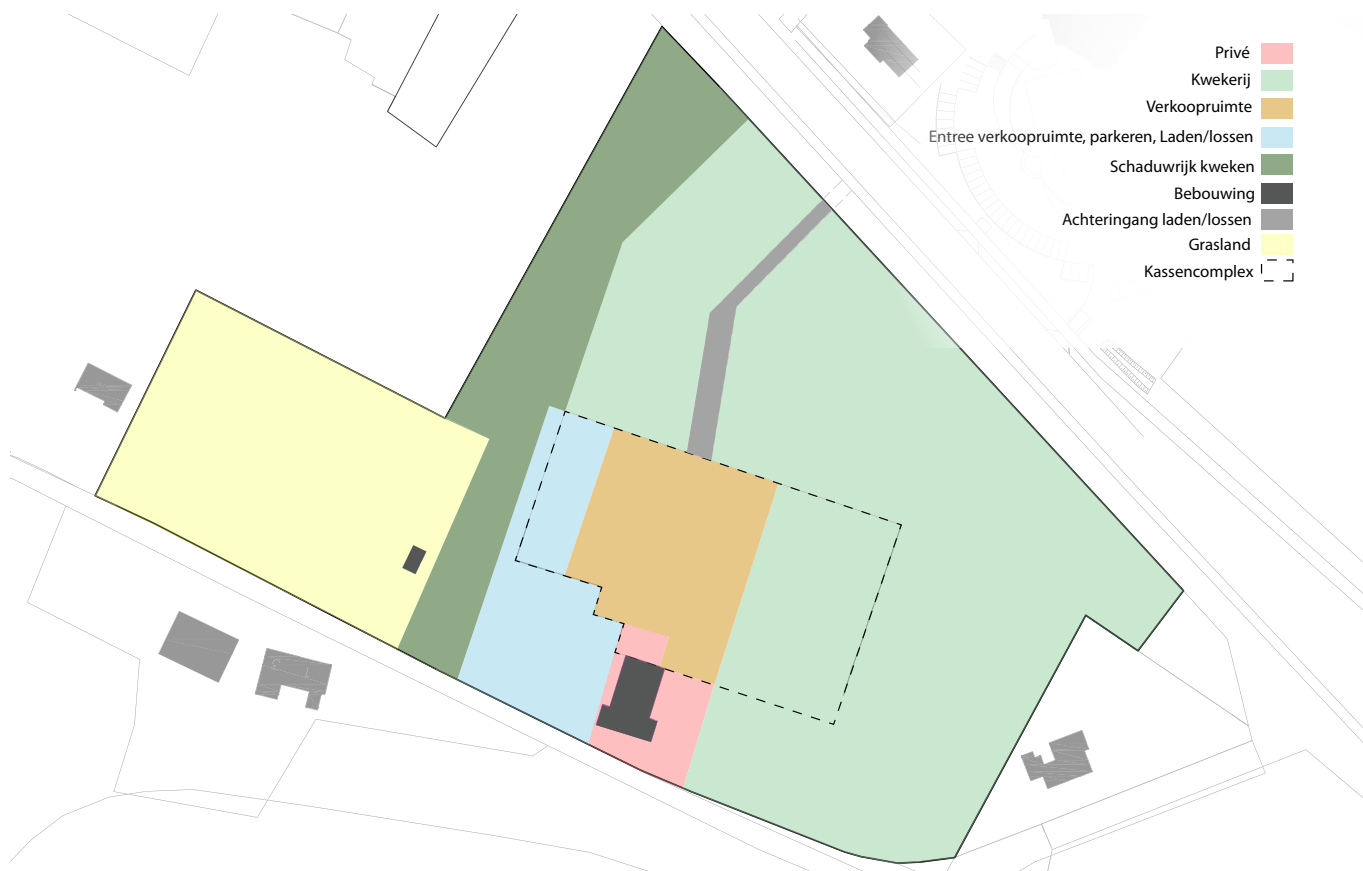 Privé
Kwekerij
Verkoopruimte
Entree verkoopruimte, parkeren, Laden/lossen
Schaduwrijk kweken
Bebouwing
Achteringang laden/lossen
Grasland
Kassencomplex